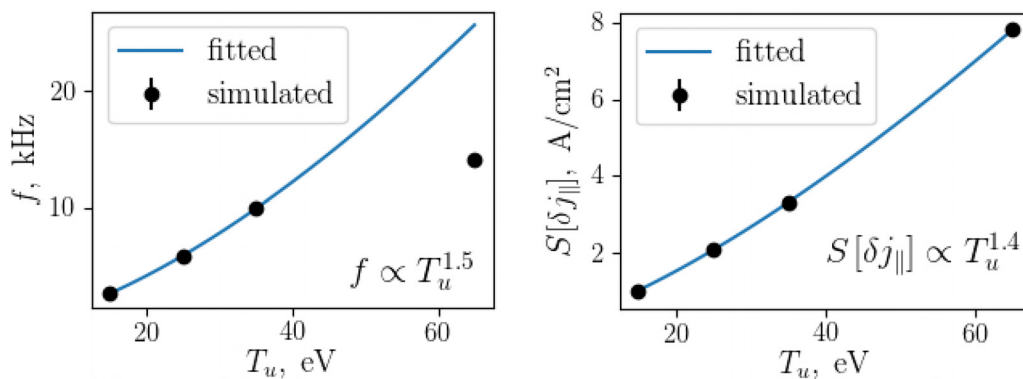 fitted
simulated
20
10
f, kHz
f ∝ T_u^{1.5}
20 40 60
T_u, eV
fitted
simulated
8
6
4
2
S[δj_∥], A/cm²
S[δj_∥] ∝ T_u^{1.4}
20 40 60
T_u, eV